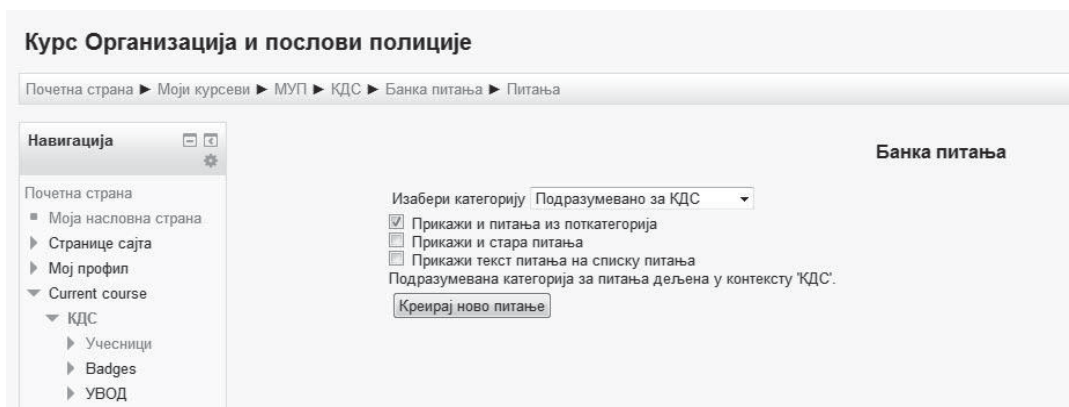 Курс Организација и послови полиције
Почетна страна ► Моји курсеви ► МУП ► КДС ► Банка питања ► Питања
Навигација
Почетна страна
Моја насловна страна
Странице сајта
Мој профил
Current course
КДС
Учесници
Badges
УВОД
Банка питања
Изабери категорију Подразумевано за КДС
Прикажи и питања из поткатегорија
Прикажи и стара питања
Прикажи текст питања на списку питања
Подразумевана категорија за питања дељена у контексту 'КДС'.
Креирај ново питање